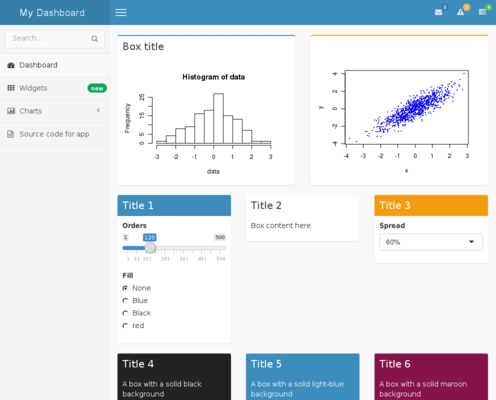 My Dashboard
3
5
4
Search...
Dashboard
Widgets
new
Charts
Source code for app
Box title
Histogram of data
Frequency
0 5 15 25
-3 -2 -1 0 1 2 3
data
y
-4 -2 0 2 4
-4 -3 -2 -1 0 1 2 3
x
Title 1
Orders
1 120 500
1 51 101 201 301 401 500
Fill
None
Blue
Black
red
Title 2
Box content here
Title 3
Spread
60%
Title 4
A box with a solid black
background
Title 5
A box with a solid light-blue
background
Title 6
A box with a solid maroon
background